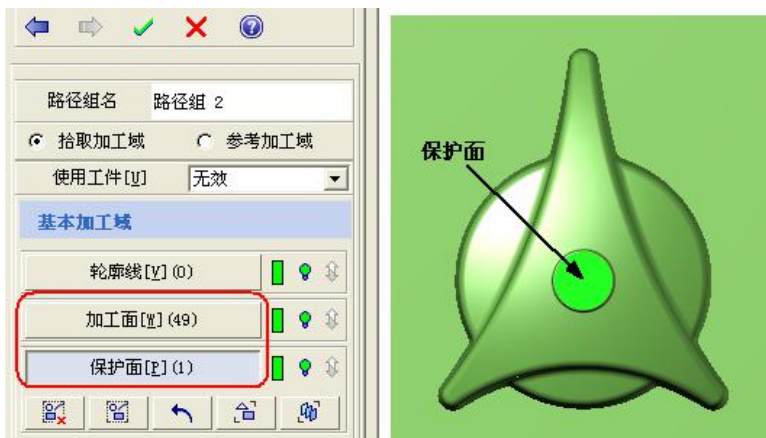 路径组名 路径组 2
拾取加工域 参考加工域
使用工件[U] 无效
基本加工域
轮廓线[V](0)
加工面[W](49)
保护面[P](1)
保护面